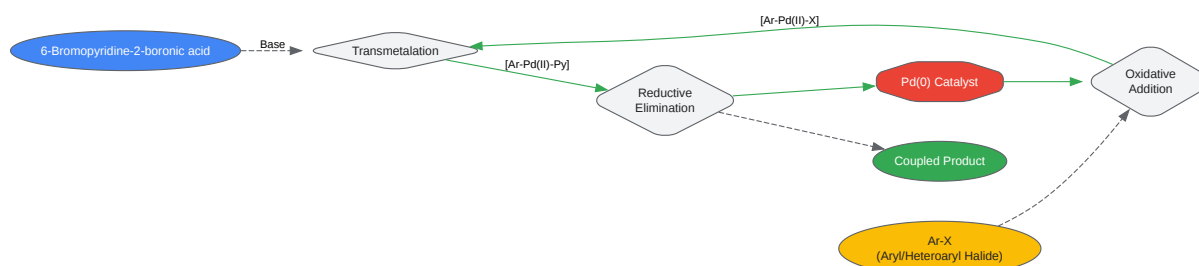 [Ar-Pd(II)-X]
6-Bromopyridine-2-boronic acid
Base
Transmetalation
[Ar-Pd(II)-Py]
Reductive
Elimination
Pd(0) Catalyst
Oxidative
Addition
Coupled Product
Ar-X
(Aryl/Heteroaryl Halide)